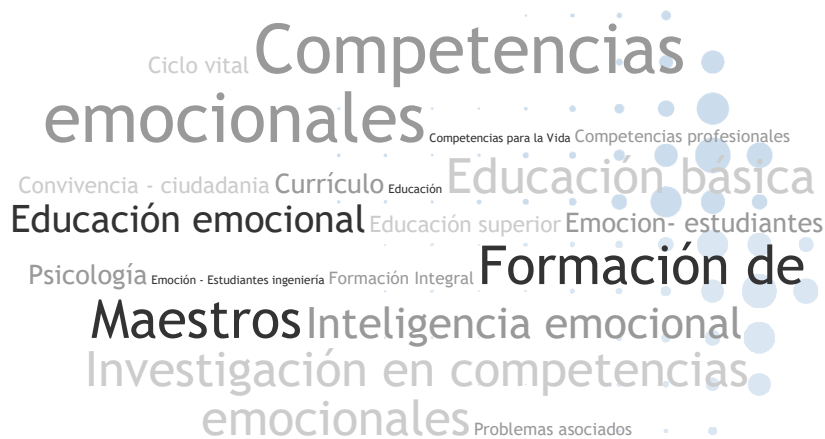 Ciclo vital Competencias
emocionales Competencias para la Vida Competencias profesionales
Convivencia - ciudadania Currículo Educación Educación básica
Educación emocional Educación superior Emocion- estudiantes
Psicología Emoción - Estudiantes ingeniería Formación Integral Formación de
Maestros Inteligencia emocional
Investigación en competencias
emocionales Problemas asociados